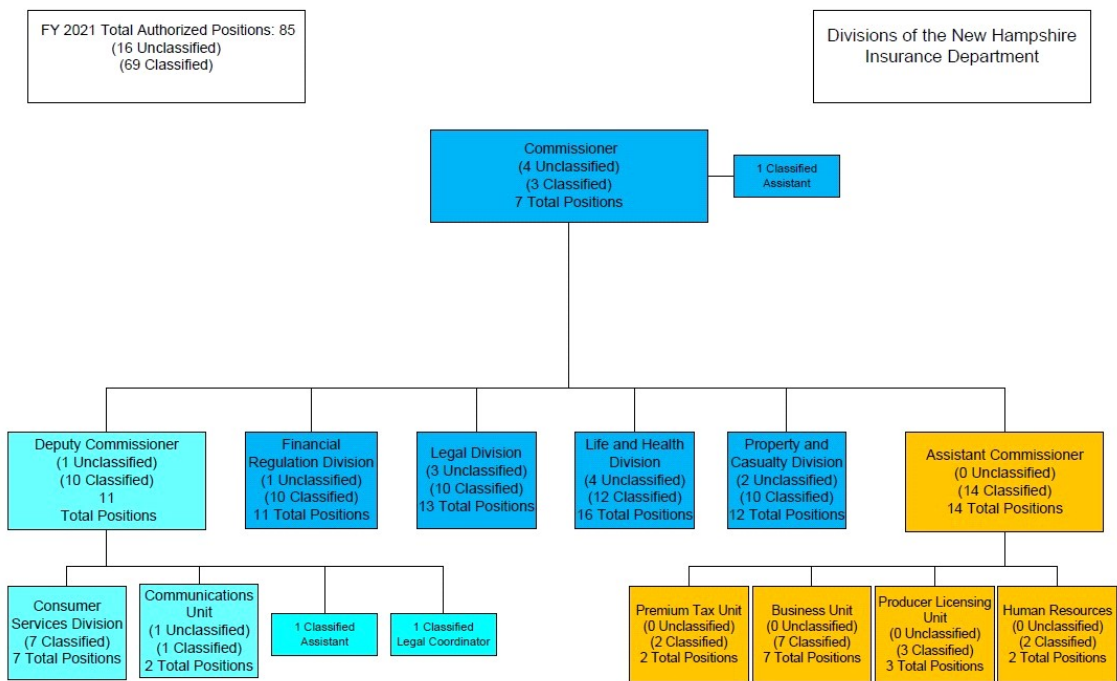 FY 2021 Total Authorized Positions: 85
(16 Unclassified)
(69 Classified)
Divisions of the New Hampshire
Insurance Department
Commissioner
(4 Unclassified)
(3 Classified)
7 Total Positions
1 Classified
Assistant
Deputy Commissioner
(1 Unclassified)
(10 Classified)
11
Total Positions
Financial
Regulation Division
(1 Unclassified)
(10 Classified)
11 Total Positions
Legal Division
(3 Unclassified)
(10 Classified)
13 Total Positions
Life and Health
Division
(4 Unclassified)
(12 Classified)
16 Total Positions
Property and
Casualty Division
(2 Unclassified)
(10 Classified)
12 Total Positions
Assistant Commissioner
(0 Unclassified)
(14 Classified)
14 Total Positions
Consumer
Services Division
(7 Classified)
7 Total Positions
Communications
Unit
(1 Unclassified)
(1 Classified)
2 Total Positions
1 Classified
Assistant
1 Classified
Legal Coordinator
Premium Tax Unit
(0 Unclassified)
(2 Classified)
2 Total Positions
Business Unit
(0 Unclassified)
(7 Classified)
7 Total Positions
Producer Licensing
Unit
(0 Unclassified)
(3 Classified)
3 Total Positions
Human Resources
(0 Unclassified)
(2 Classified)
2 Total Positions